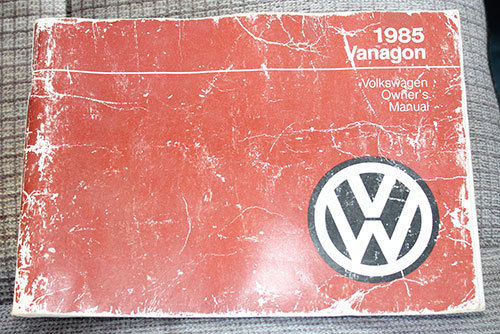 1985
Vanagon
Volkswagen
Owner's
Manual
VW